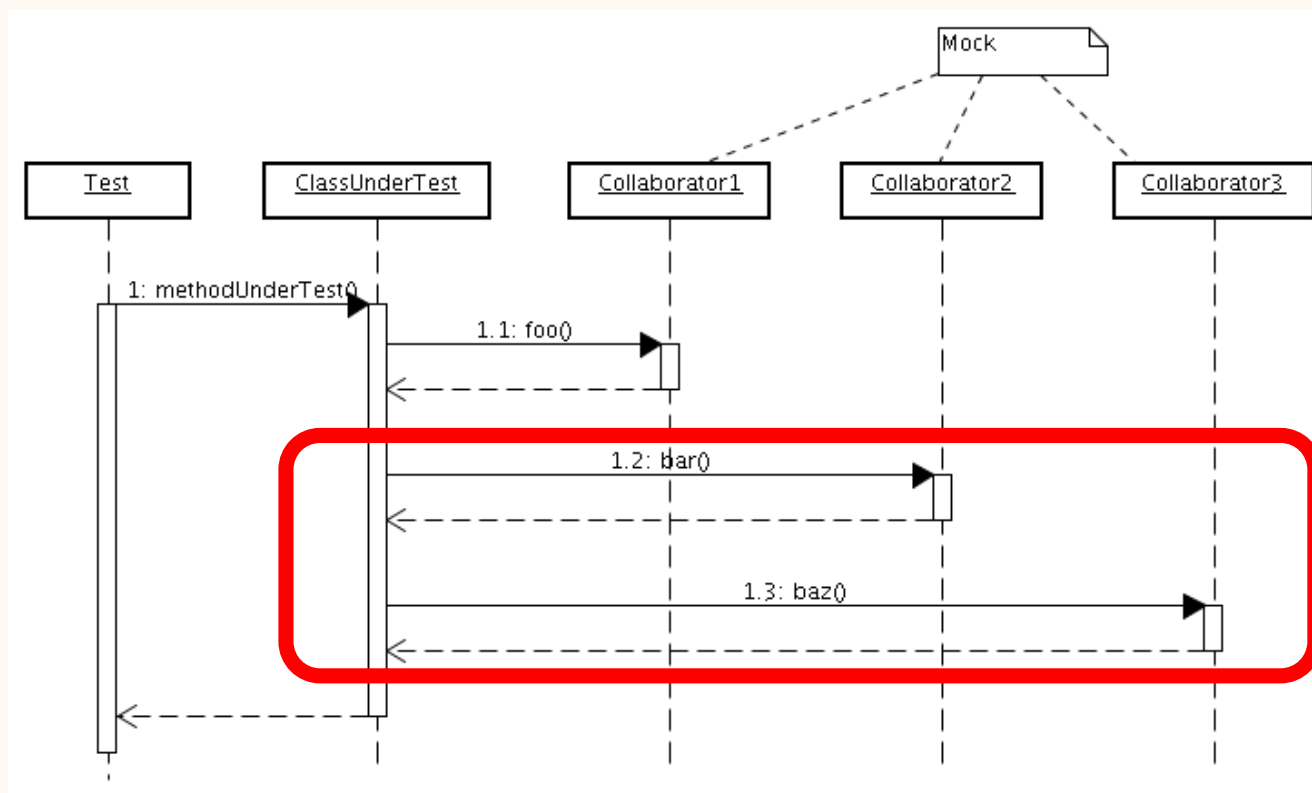 Mock
Test
ClassUnderTest
Collaborator1
Collaborator2
Collaborator3
1: methodUnderTest()
1.1: foo()
1.2: bar()
1.3: baz()